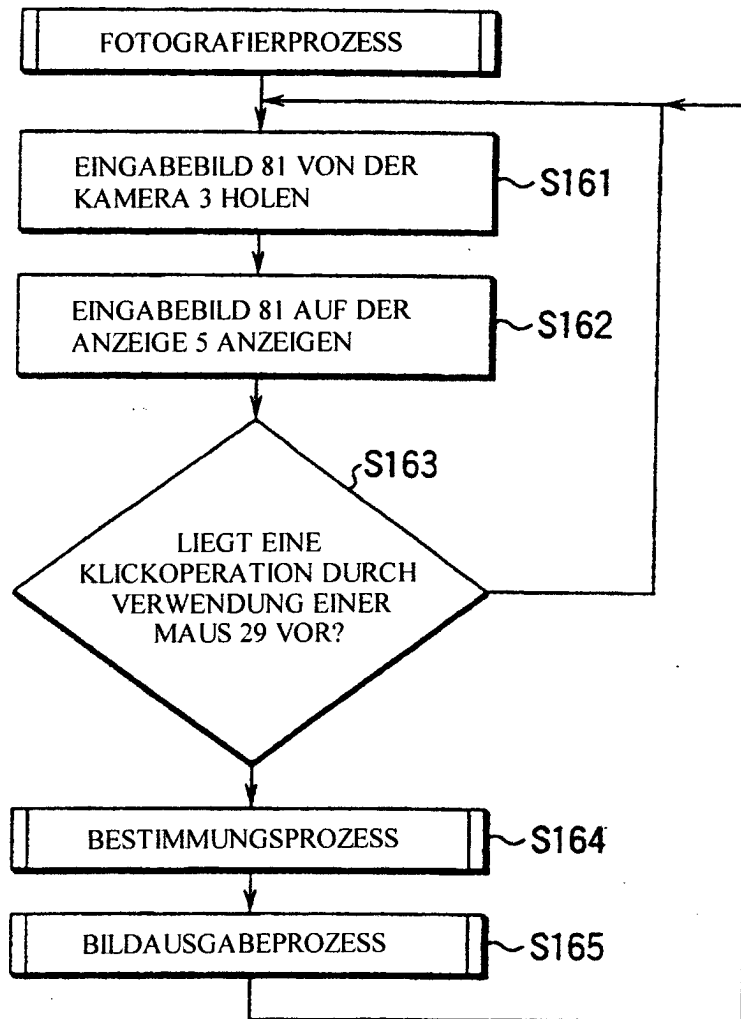 FOTOGRAFIERPROZESS
EINGABEBILD 81 VON DER
KAMERA 3 HOLEN
S161
EINGABEBILD 81 AUF DER
ANZEIGE 5 ANZEIGEN
S162
S163
LIEGT EINE
KLICKOPERATION DURCH
VERWENDUNG EINER
MAUS 29 VOR?
BESTIMMUNGSPROZESS
S164
BILDAUSGABEPROZESS
S165